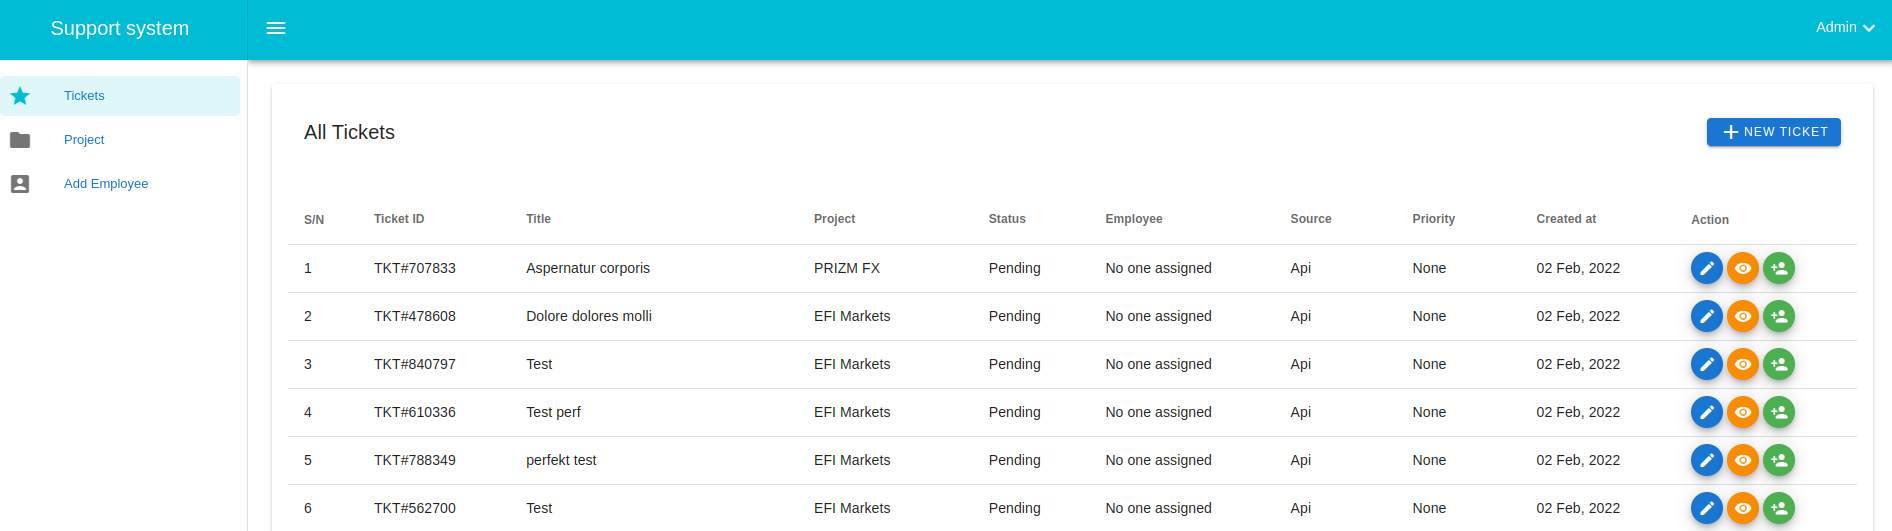 Support system
Admin
Tickets
Project
Add Employee
All Tickets
NEW TICKET
S/N Ticket ID Title Project Status Employee Source Priority Created at Action
1 TKT#707833 Aspernatur corporis PRIZM FX Pending No one assigned Api None 02 Feb, 2022
2 TKT#478608 Dolore dolores molli EFI Markets Pending No one assigned Api None 02 Feb, 2022
3 TKT#840797 Test EFI Markets Pending No one assigned Api None 02 Feb, 2022
4 TKT#610336 Test perf EFI Markets Pending No one assigned Api None 02 Feb, 2022
5 TKT#788349 perfekt test EFI Markets Pending No one assigned Api None 02 Feb, 2022
6 TKT#562700 Test EFI Markets Pending No one assigned Api None 02 Feb, 2022